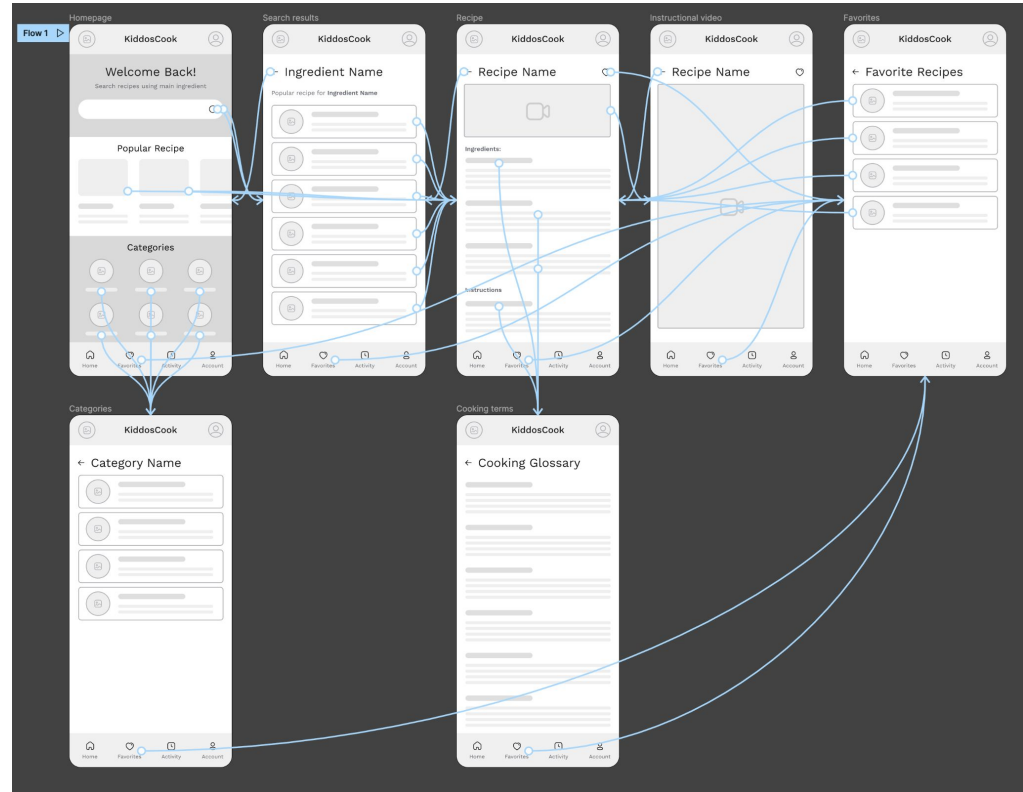 Flow 1
Homepage
KiddosCook
Welcome Back!
Search recipes using main ingredient
Popular Recipe
Categories
Home Favorites Activity Account
Search results
KiddosCook
← Ingredient Name
Popular recipe for Ingredient Name
Home Favorites Activity Account
Recipe
KiddosCook
← Recipe Name
Ingredients:
Instructions
Home Favorites Activity Account
Instructional video
KiddosCook
← Recipe Name
Home Favorites Activity Account
Favorites
KiddosCook
← Favorite Recipes
Home Favorites Activity Account
Categories
KiddosCook
← Category Name
Home Favorites Activity Account
Cooking terms
KiddosCook
← Cooking Glossary
Home Favorites Activity Account